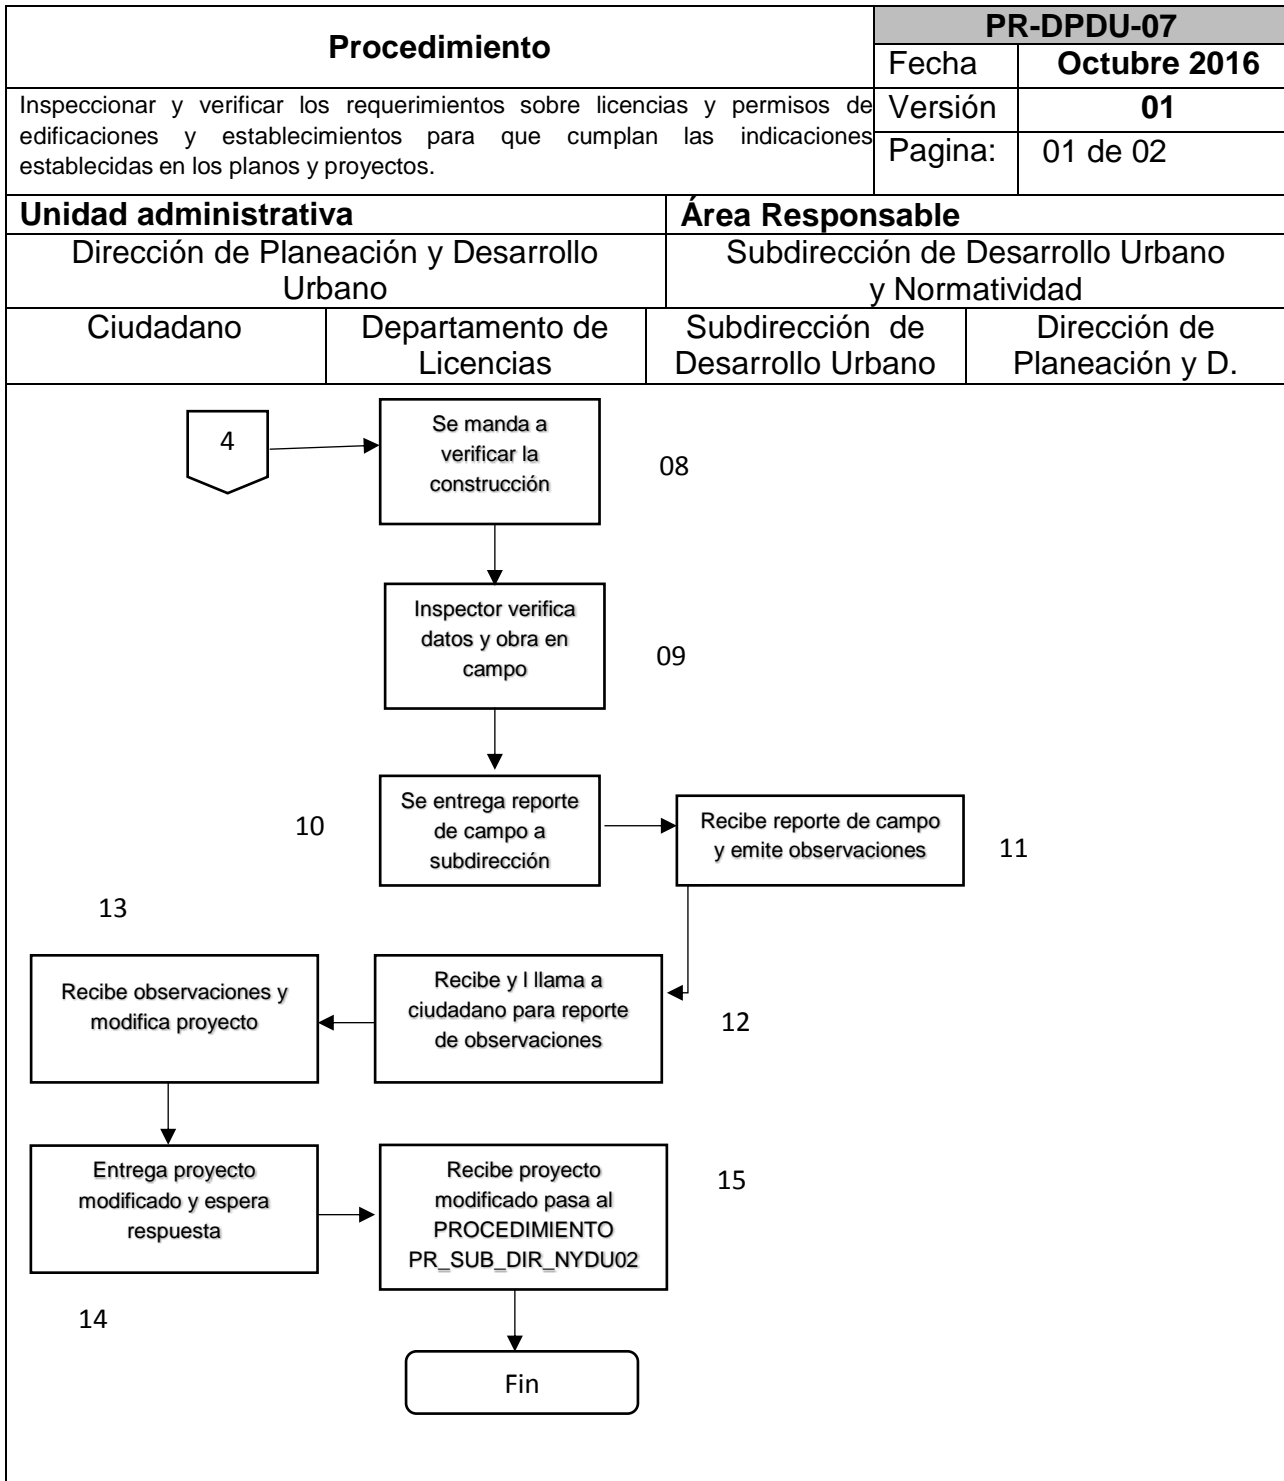 Procedimiento
PR-DPDU-07
Fecha
Octubre 2016
Inspeccionar y verificar los requerimientos sobre licencias y permisos de
edificaciones y establecimientos para que cumplan las indicaciones
establecidas en los planos y proyectos.
Versión
01
Pagina:
01 de 02
Unidad administrativa
Área Responsable
Dirección de Planeación y Desarrollo
Urbano
Subdirección de Desarrollo Urbano
y Normatividad
Ciudadano
Departamento de
Licencias
Subdirección de
Desarrollo Urbano
Dirección de
Planeación y D.
4
Se manda a
verificar la
construcción
08
Inspector verifica
datos y obra en
campo
09
10
Se entrega reporte
de campo a
subdirección
Recibe reporte de campo
y emite observaciones
11
13
Recibe observaciones y
modifica proyecto
Recibe y l llama a
ciudadano para reporte
de observaciones
12
Entrega proyecto
modificado y espera
respuesta
14
Recibe proyecto
modificado pasa al
PROCEDIMIENTO
PR_SUB_DIR_NYDU02
15
Fin